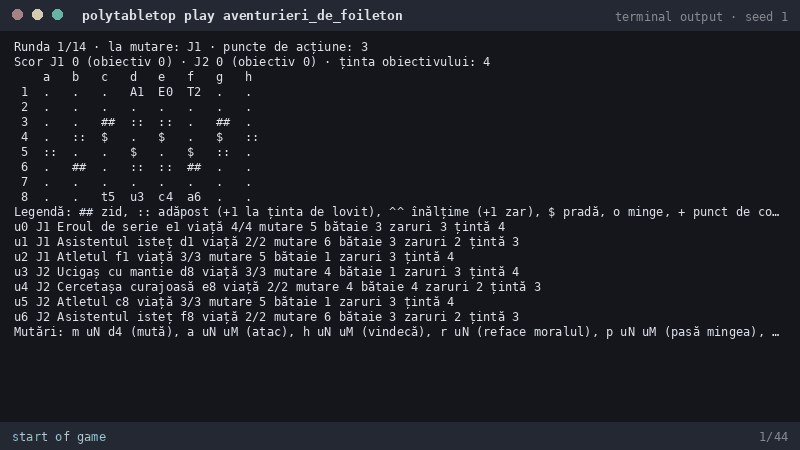 polytabletop play aventurieri_de_foileton
terminal output · seed 1
Runda 1/14 · la mutare: J1 · puncte de acțiune: 3
Scor J1 0 (obiectiv 0) · J2 0 (obiectiv 0) · ținta obiectivului: 4
a b c d e f g h
1 . . . A1 E0 T2 . .
2 . . . . . . . .
3 . . ## :: :: . ## .
4 . :: $ . $ . $ ::
5 :: . . $ . $ :: .
6 . ## . :: :: ## . .
7 . . . . . . . .
8 . . t5 u3 c4 a6 . .
Legendă: ## zid, :: adăpost (+1 la ținta de lovit), ^^ înălțime (+1 zar), $ pradă, o minge, + punct de co…
u0 J1 Eroul de serie e1 viață 4/4 mutare 5 bătaie 3 zaruri 3 țintă 4
u1 J1 Asistentul isteț d1 viață 2/2 mutare 6 bătaie 3 zaruri 2 țintă 3
u2 J1 Atletul f1 viață 3/3 mutare 5 bătaie 1 zaruri 3 țintă 4
u3 J2 Ucigaș cu mantie d8 viață 3/3 mutare 4 bătaie 1 zaruri 3 țintă 4
u4 J2 Cercetașa curajoasă e8 viață 2/2 mutare 4 bătaie 4 zaruri 2 țintă 3
u5 J2 Atletul c8 viață 3/3 mutare 5 bătaie 1 zaruri 3 țintă 4
u6 J2 Asistentul isteț f8 viață 2/2 mutare 6 bătaie 3 zaruri 2 țintă 3
Mutări: m uN d4 (mută), a uN uM (atac), h uN uM (vindecă), r uN (reface moralul), p uN uM (pasă mingea), …
start of game
1/44